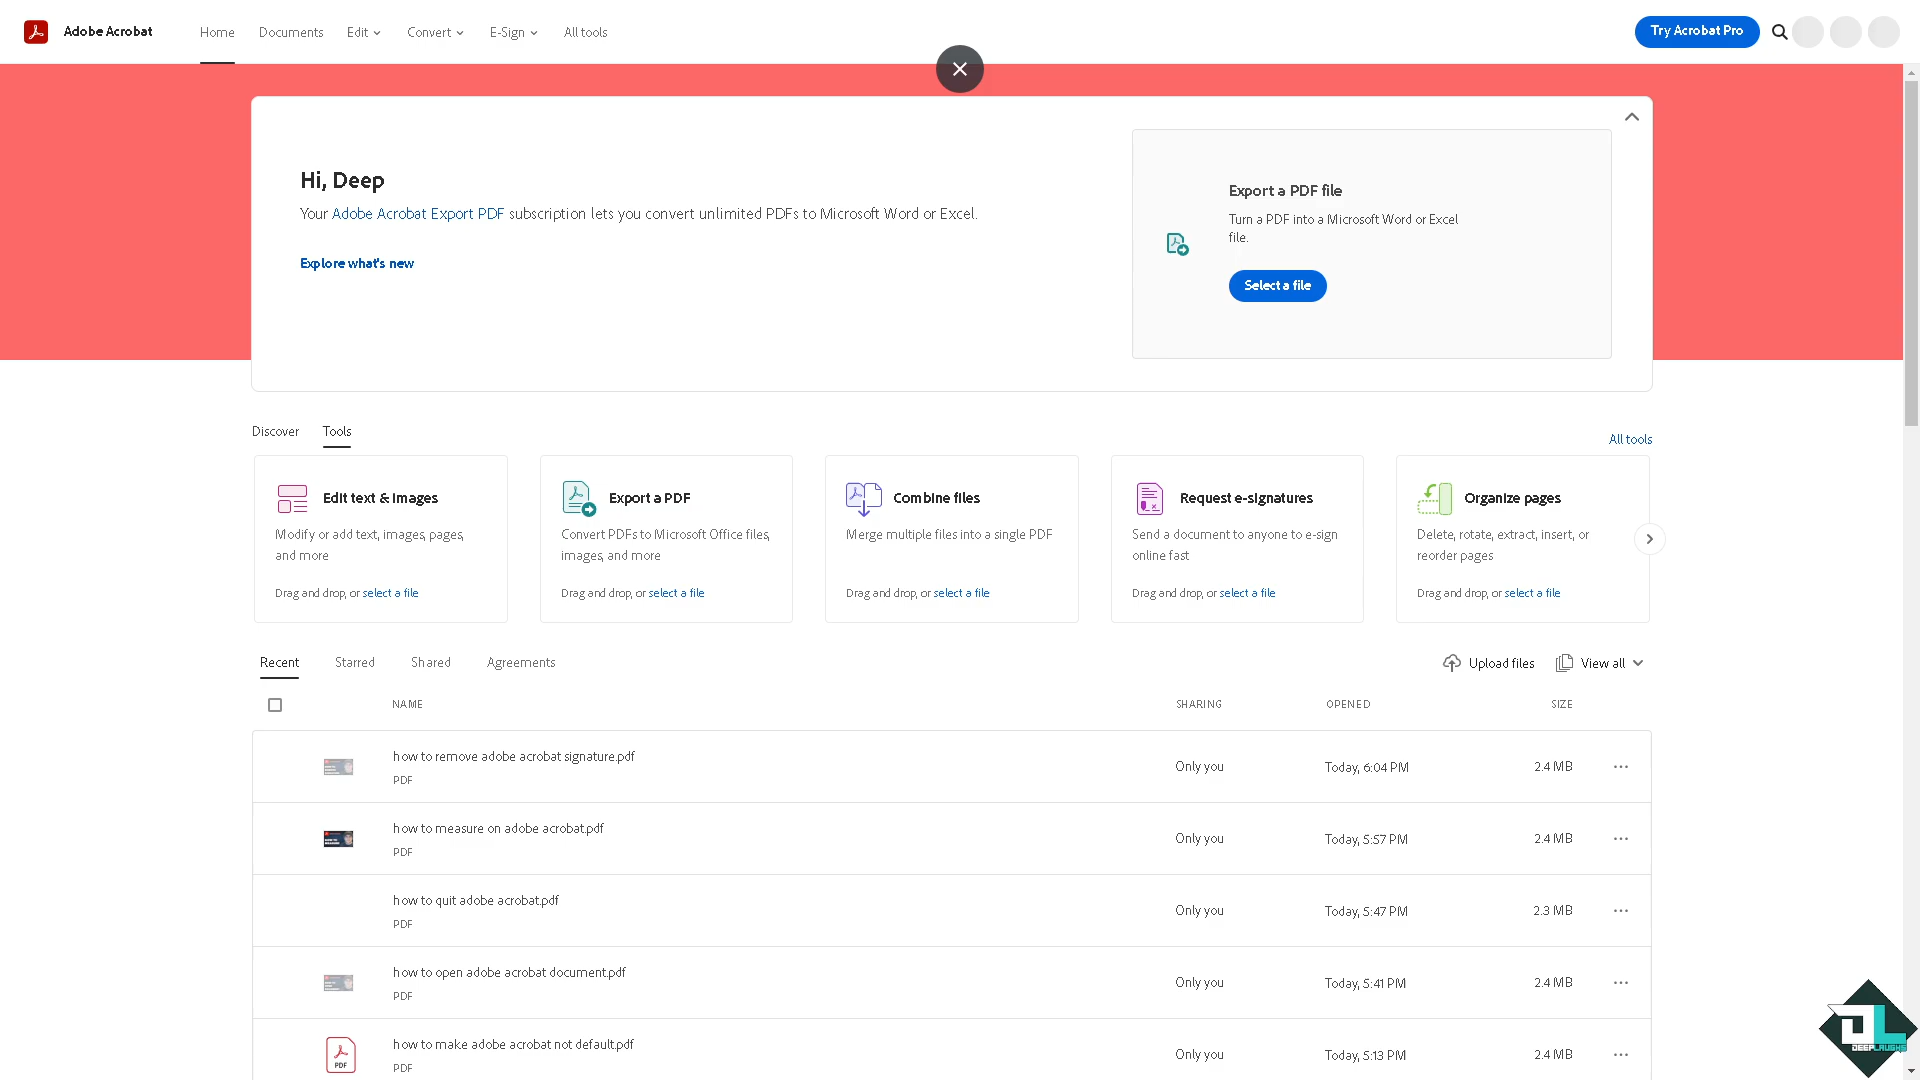 Adobe Acrobat
Home
Documents
Edit
Convert
E-Sign
All tools
Try Acrobat Pro
Hi, Deep
Your Adobe Acrobat Export PDF subscription lets you convert unlimited PDFs to Microsoft Word or Excel.
Explore what's new
Export a PDF file
Turn a PDF into a Microsoft Word or Excel
file.
Select a file
Discover
Tools
All tools
Edit text & images
Modify or add text, images, pages,
and more
Drag and drop, or select a file
Export a PDF
Convert PDFs to Microsoft Office files,
images, and more
Drag and drop, or select a file
Combine files
Merge multiple files into a single PDF
Drag and drop, or select a file
Request e-signatures
Send a document to anyone to e-sign
online fast
Drag and drop, or select a file
Organize pages
Delete, rotate, extract, insert, or
reorder pages
Drag and drop, or select a file
Recent
Starred
Shared
Agreements
Upload files
View all
NAME
SHARING
OPENED
SIZE
how to remove adobe acrobat signature.pdf
PDF
Only you
Today, 6:04 PM
2.4 MB
how to measure on adobe acrobat.pdf
PDF
Only you
Today, 5:57 PM
2.4 MB
how to quit adobe acrobat.pdf
PDF
Only you
Today, 5:47 PM
2.3 MB
how to open adobe acrobat document.pdf
PDF
Only you
Today, 5:41 PM
2.4 MB
PDF
how to make adobe acrobat not default.pdf
PDF
Only you
Today, 5:13 PM
2.4 MB
DL
DEEPLAUGHS